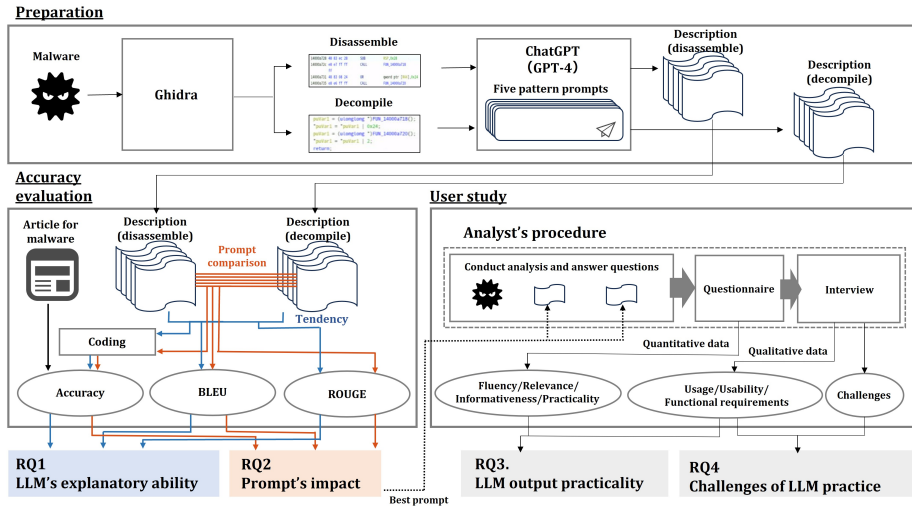 Preparation
Malware
Ghidra
Disassemble
Decompile
ChatGPT
(GPT-4)
Five pattern prompts
Description
(disassemble)
Description
(decompile)
Accuracy
evaluation
Article for
malware
Description
(disassemble)
Description
(decompile)
Prompt
comparison
Tendency
Coding
Accuracy
BLEU
ROUGE
RQ1
LLM's explanatory ability
RQ2
Prompt's impact
Best prompt
User study
Analyst's procedure
Conduct analysis and answer questions
Questionnaire
Interview
Quantitative data
Qualitative data
Fluency/Relevance/
Informativeness/Practicality
Usage/Usability/
Functional requirements
Challenges
RQ3.
LLM output practicality
RQ4
Challenges of LLM practice